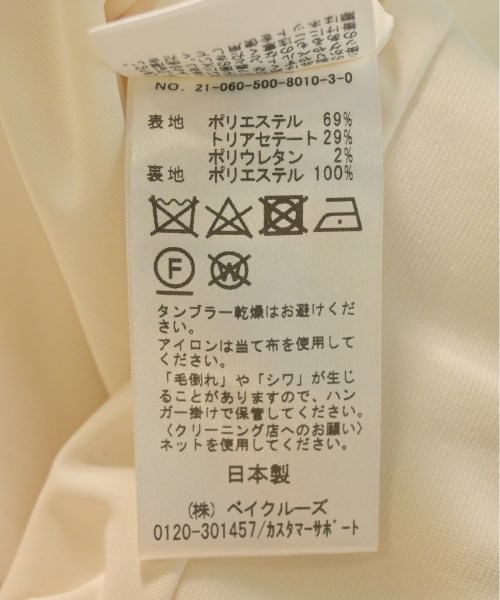 NO. 21-060-500-8010-3-0
表地 ポリエステル 69%
トリアセテート 29%
ポリウレタン 2%
裏地 ポリエステル 100%
F W
タンブラー乾燥はお避けくだ
さい。
アイロンは当て布を使用して
ください。
「毛倒れ」や「シワ」が生じ
ることがありますので、ハン
ガー掛けで保管してください。
〈クリーニング店へのお願い〉
ネットを使用してください。
日本製
(株) ベイクルーズ
0120-301457/カスタマーサポート